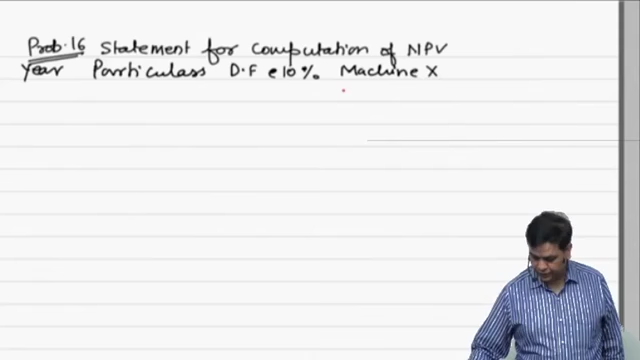 Prob.16 Statement for Computation of NPV
Year Particulars D.F @ 10% Machine X